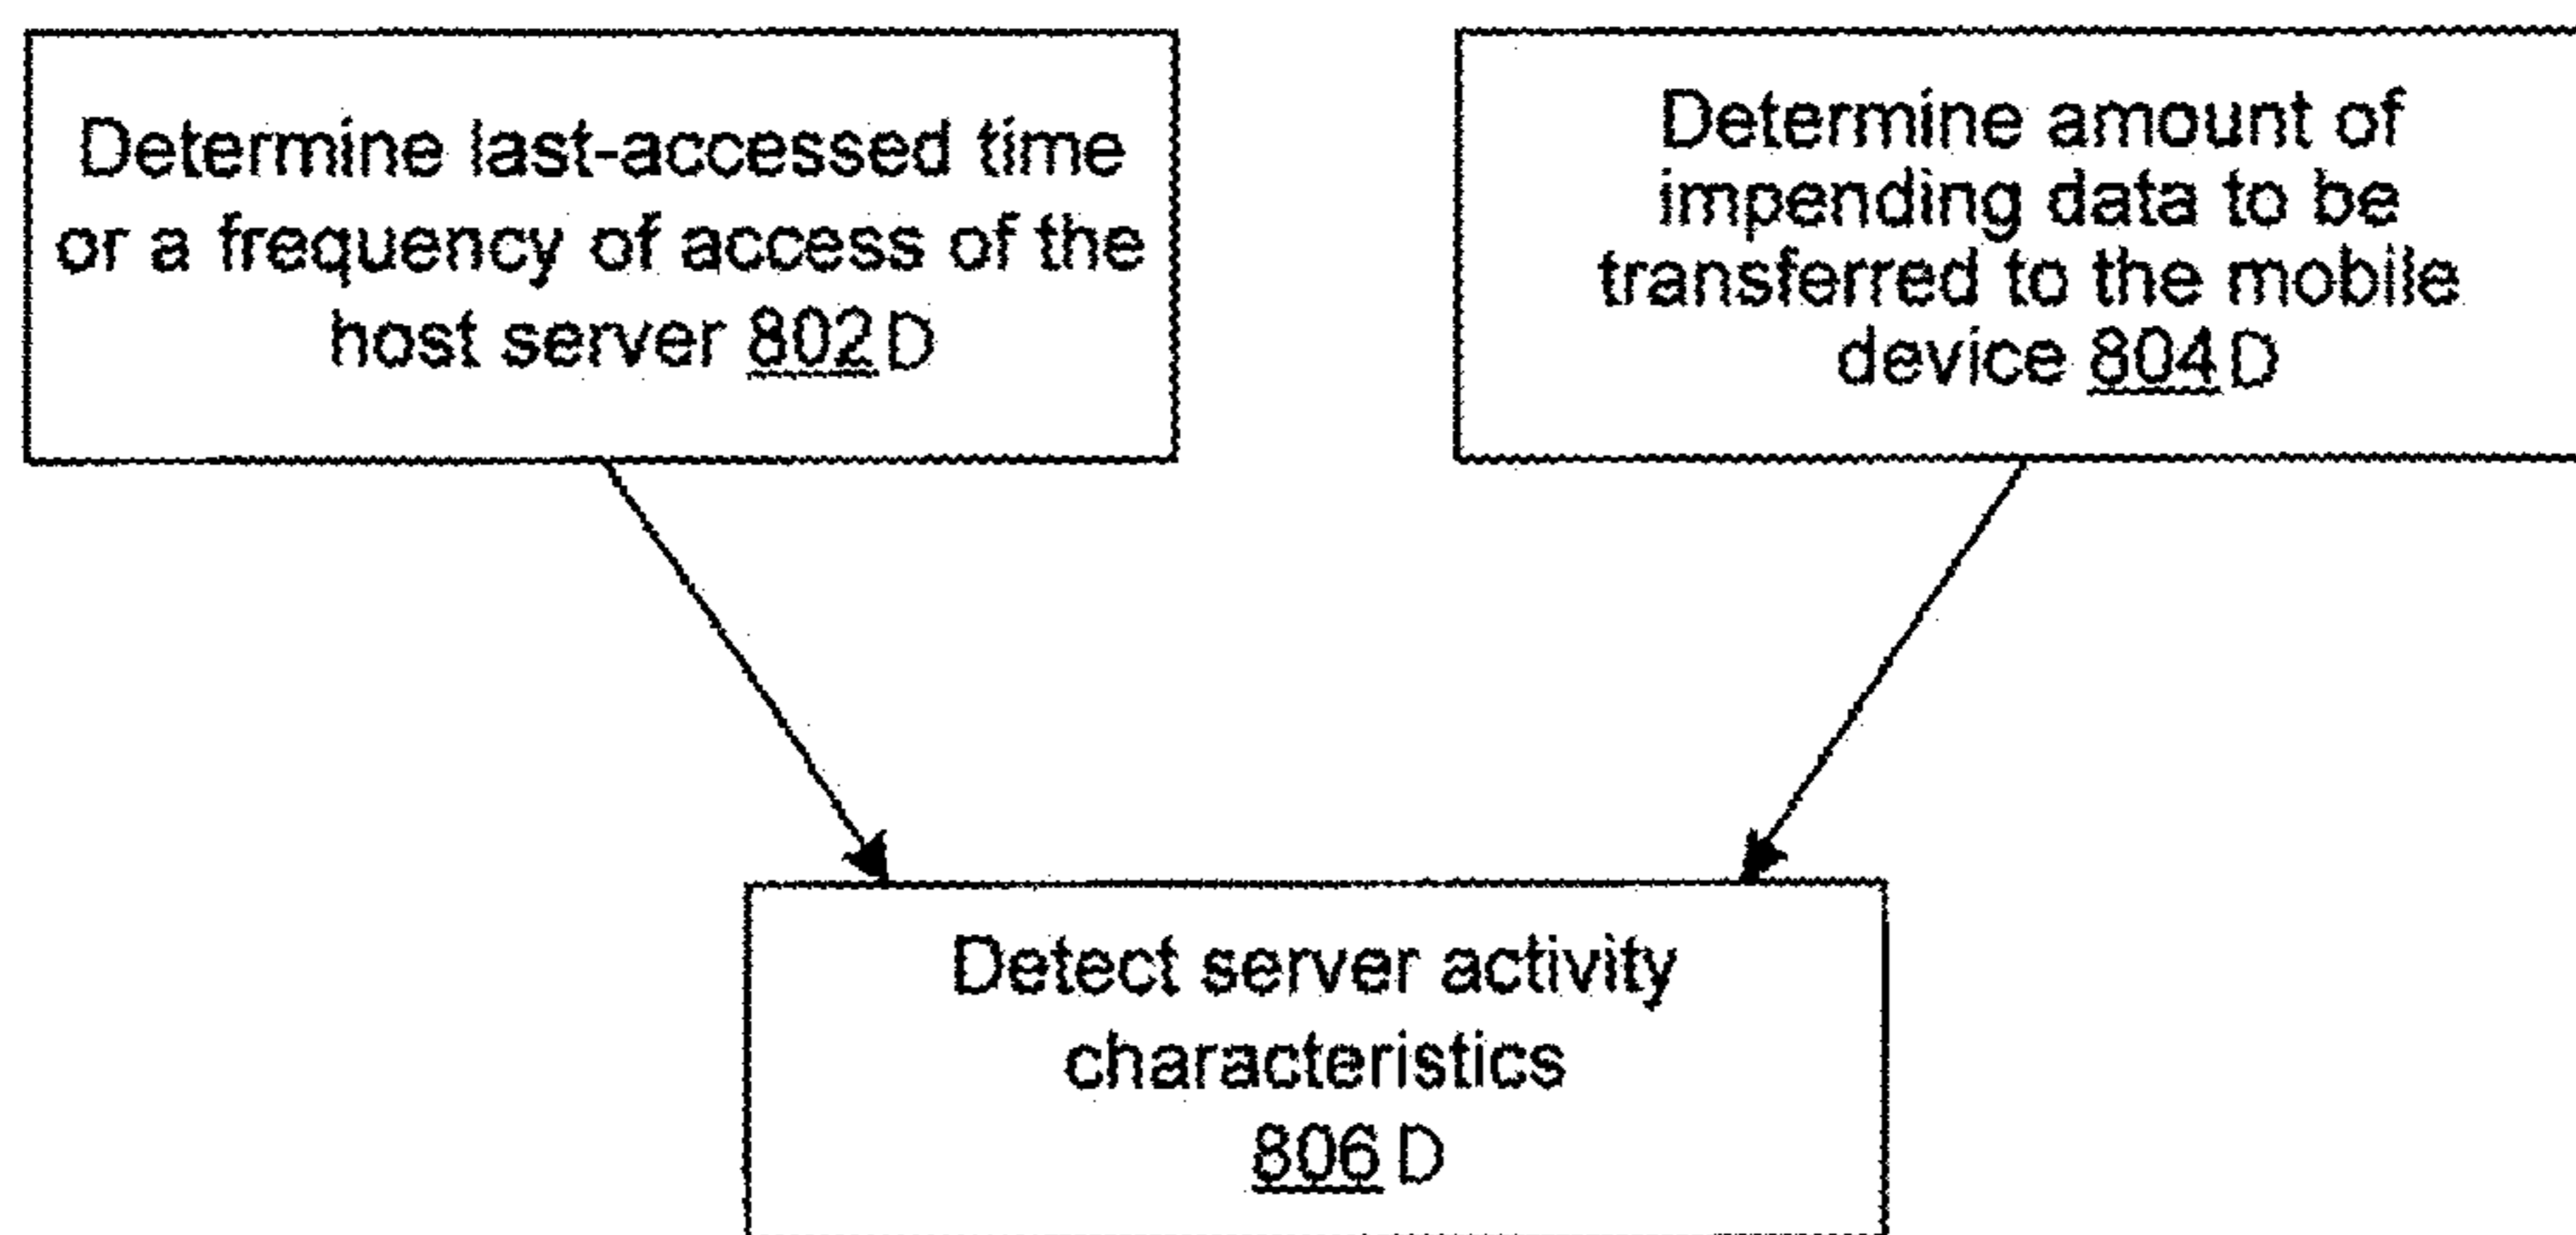 Determine last-accessed time
or a frequency of access of the
host server 802D
Determine amount of
impending data to be
transferred to the mobile
device 804D
Detect server activity
characteristics
806D